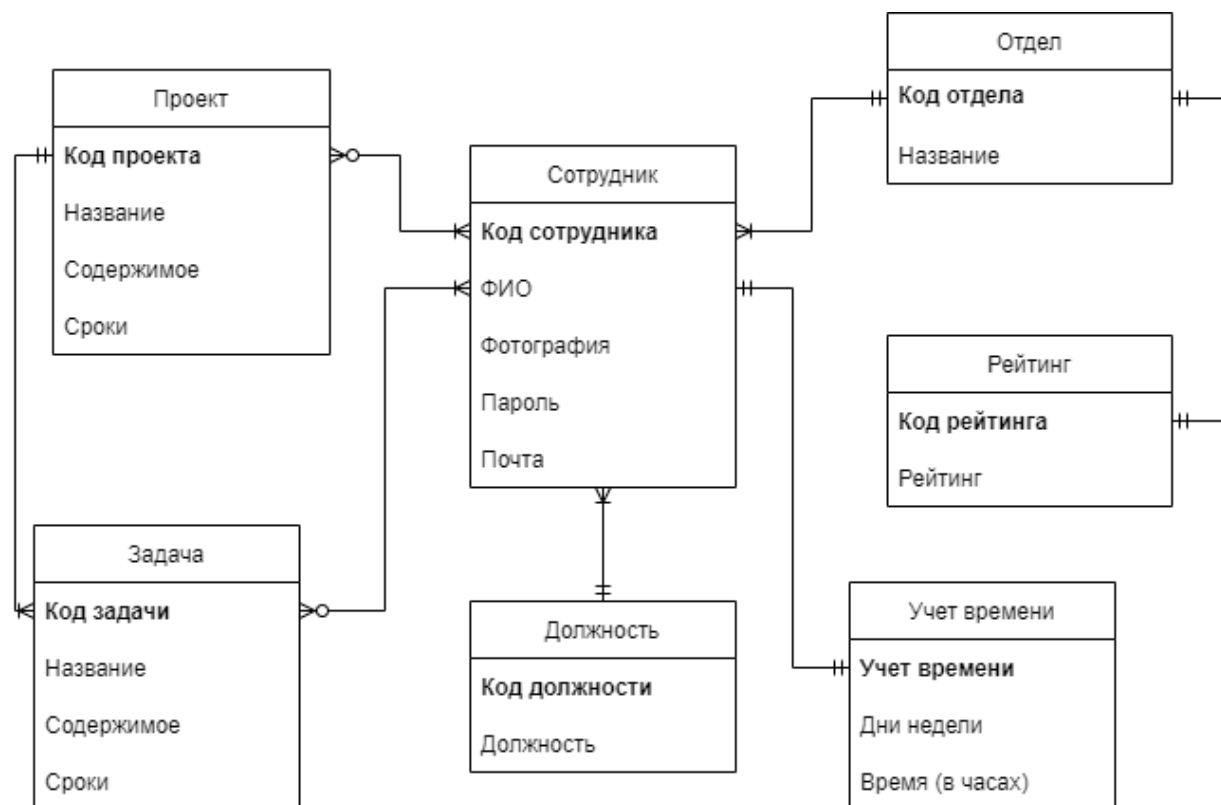 Проект
Код проекта
Название
Содержимое
Сроки
Задача
Код задачи
Название
Содержимое
Сроки
Сотрудник
Код сотрудника
ФИО
Фотография
Пароль
Почта
Должность
Код должности
Должность
Отдел
Код отдела
Название
Рейтинг
Код рейтинга
Рейтинг
Учет времени
Учет времени
Дни недели
Время (в часах)